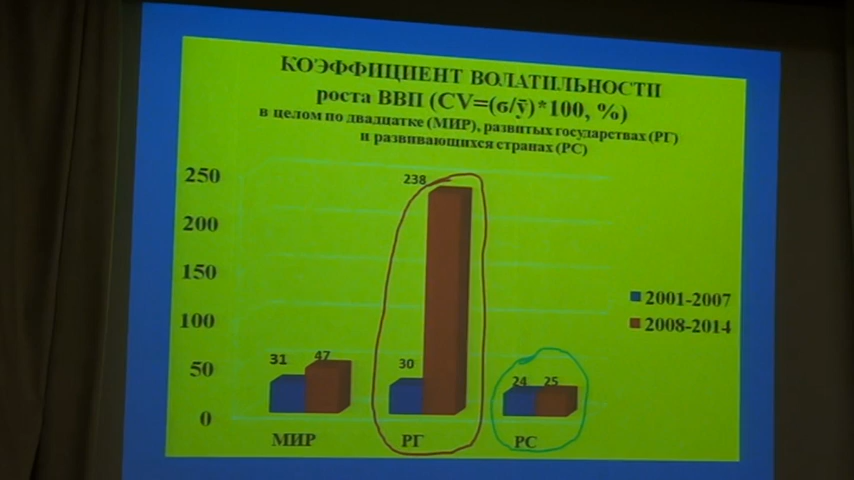 КОЭФФИЦИЕНТ ВОЛАТИЛЬНОСТИ
роста ВВП (CV=(σ/ȳ)*100, %)
в целом по двадцатке (МИР), развитых государствах (РГ)
и развивающихся странах (РС)
250
200
150
100
50
0
31
47
30
238
24
25
МИР
РГ
РС
2001-2007
2008-2014